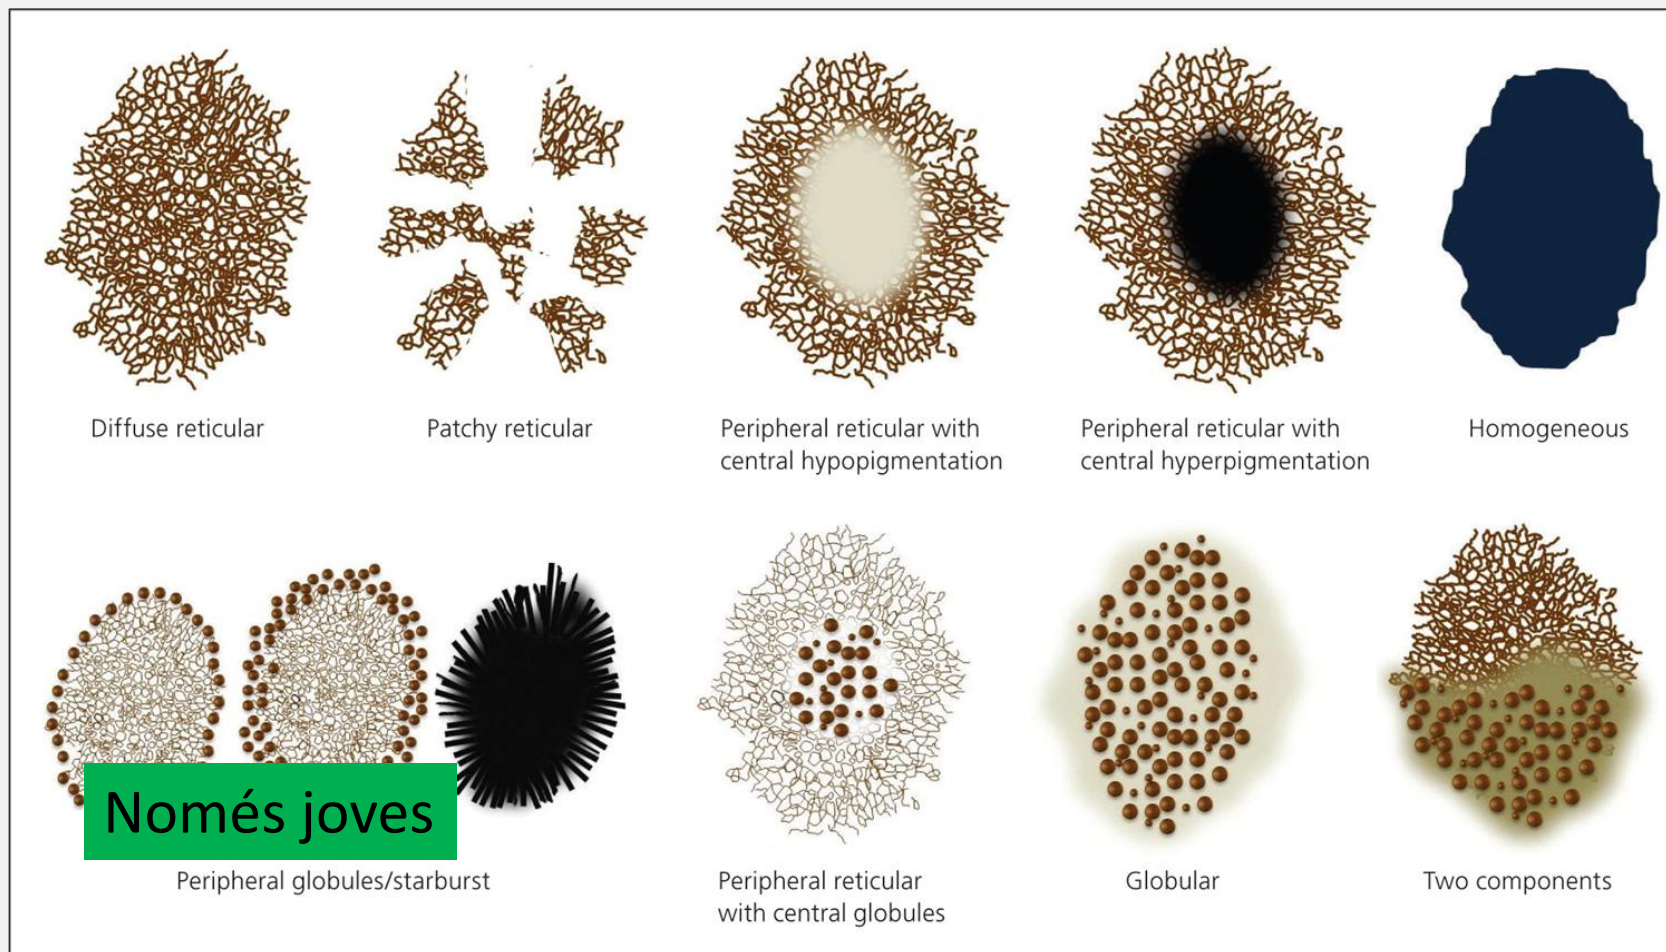 Diffuse reticular
Patchy reticular
Peripheral reticular with
central hypopigmentation
Peripheral reticular with
central hyperpigmentation
Homogeneous
Només joves
Peripheral globules/starburst
Peripheral reticular
with central globules
Globular
Two components